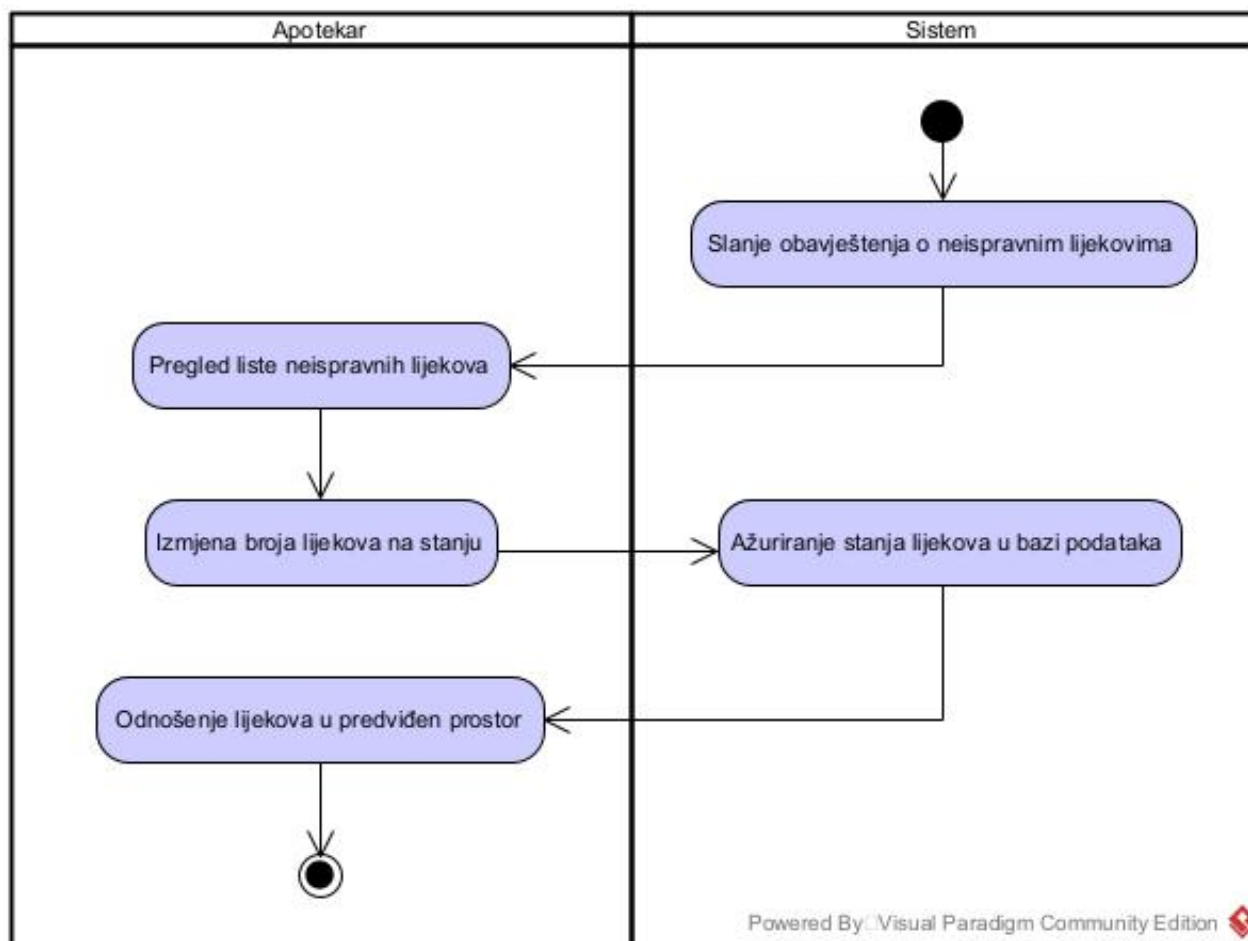 Apotekar
Sistem
Slanje obavještenja o neispravnim lijekovima
Pregled liste neispravnih lijekova
Izmjena broja lijekova na stanju
Ažuriranje stanja lijekova u bazi podataka
Odnošenje lijekova u predviđen prostor
Powered By Visual Paradigm Community Edition